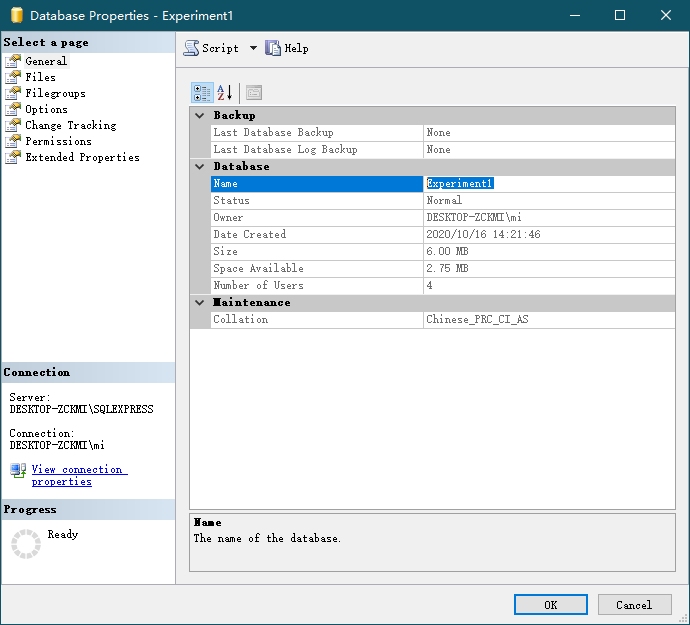 Database Properties - Experiment1
Select a page
General
Files
Filegroups
Options
Change Tracking
Permissions
Extended Properties
Connection
Server:
DESKTOP-ZCKMI\SQLEXPRESS
Connection:
DESKTOP-ZCKMI\mi
View connection
properties
Progress
Ready
Script Help
Backup
Last Database Backup None
Last Database Log Backup None
Database
Name Experiment1
Status Normal
Owner DESKTOP-ZCKMI\mi
Date Created 2020/10/16 14:21:46
Size 6.00 MB
Space Available 2.75 MB
Number of Users 4
Maintenance
Collation Chinese_PRC_CI_AS
Name
The name of the database.
OK Cancel